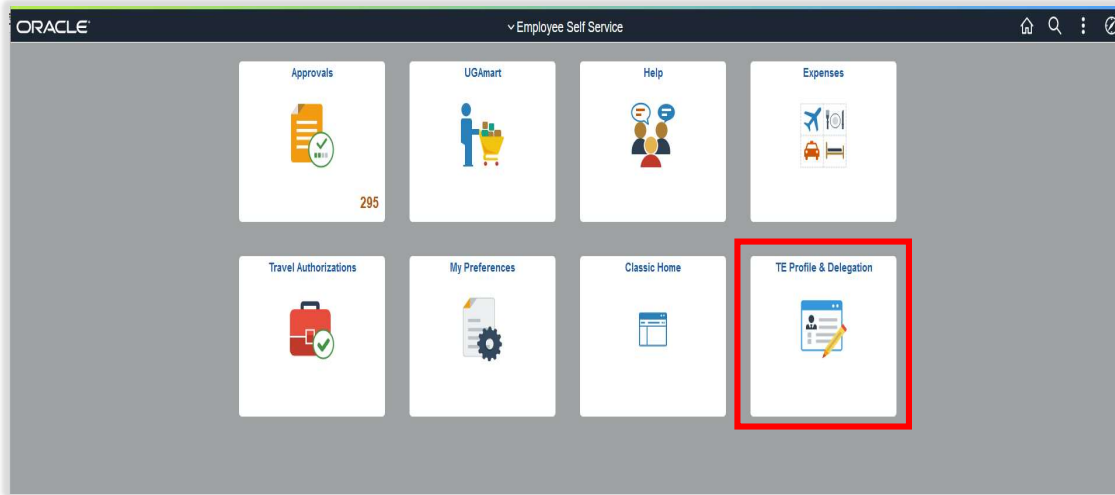 ORACLE
Employee Self Service
Approvals
295
UGAmart
Help
Expenses
Travel Authorizations
My Preferences
Classic Home
TE Profile & Delegation